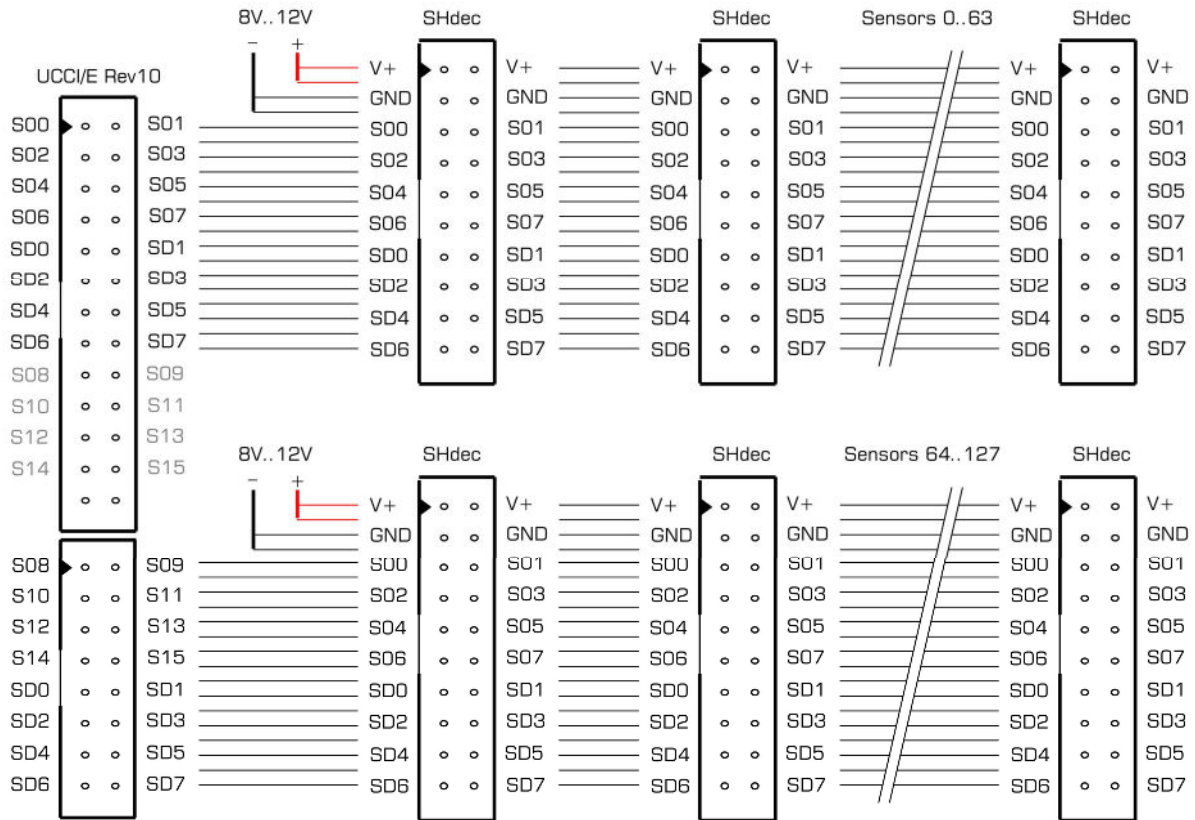 8V..12V SHdec SHdec Sensors 0..63 SHdec
- +
UCCI/E Rev10
V+ V+ V+ V+ V+ V+
GND GND GND GND GND GND
S00 S01 S00 S01 S00 S01 S00 S01
S02 S03 S02 S03 S02 S03 S02 S03
S04 S05 S04 S05 S04 S05 S04 S05
S06 S07 S06 S07 S06 S07 S06 S07
SD0 SD1 SD0 SD1 SD0 SD1 SD0 SD1
SD2 SD3 SD2 SD3 SD2 SD3 SD2 SD3
SD4 SD5 SD4 SD5 SD4 SD5 SD4 SD5
SD6 SD7 SD6 SD7 SD6 SD7 SD6 SD7
S08 S09
S10 S11
S12 S13
S14 S15
8V..12V SHdec SHdec Sensors 64..127 SHdec
- +
V+ V+ V+ V+ V+ V+
GND GND GND GND GND GND
S08 S09 S00 S01 S00 S01 S00 S01
S10 S11 S02 S03 S02 S03 S02 S03
S12 S13 S04 S05 S04 S05 S04 S05
S14 S15 S06 S07 S06 S07 S06 S07
SD0 SD1 SD0 SD1 SD0 SD1 SD0 SD1
SD2 SD3 SD2 SD3 SD2 SD3 SD2 SD3
SD4 SD5 SD4 SD5 SD4 SD5 SD4 SD5
SD6 SD7 SD6 SD7 SD6 SD7 SD6 SD7